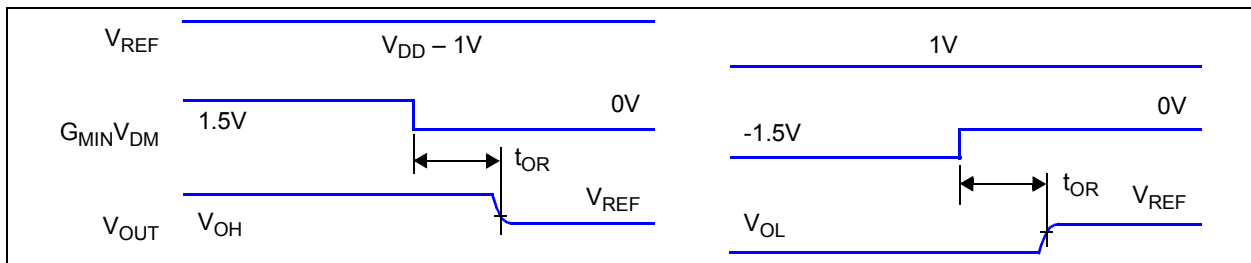 VREF
VDD – 1V
1V
GMINVDM
1.5V
0V
-1.5V
0V
tOR
tOR
VOUT
VOH
VREF
VOL
VREF